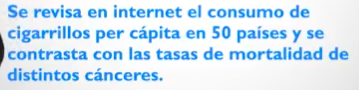 Se revisa en internet el consumo de
cigarrillos per cápita en 50 países y se
contrasta con las tasas de mortalidad de
distintos cánceres.